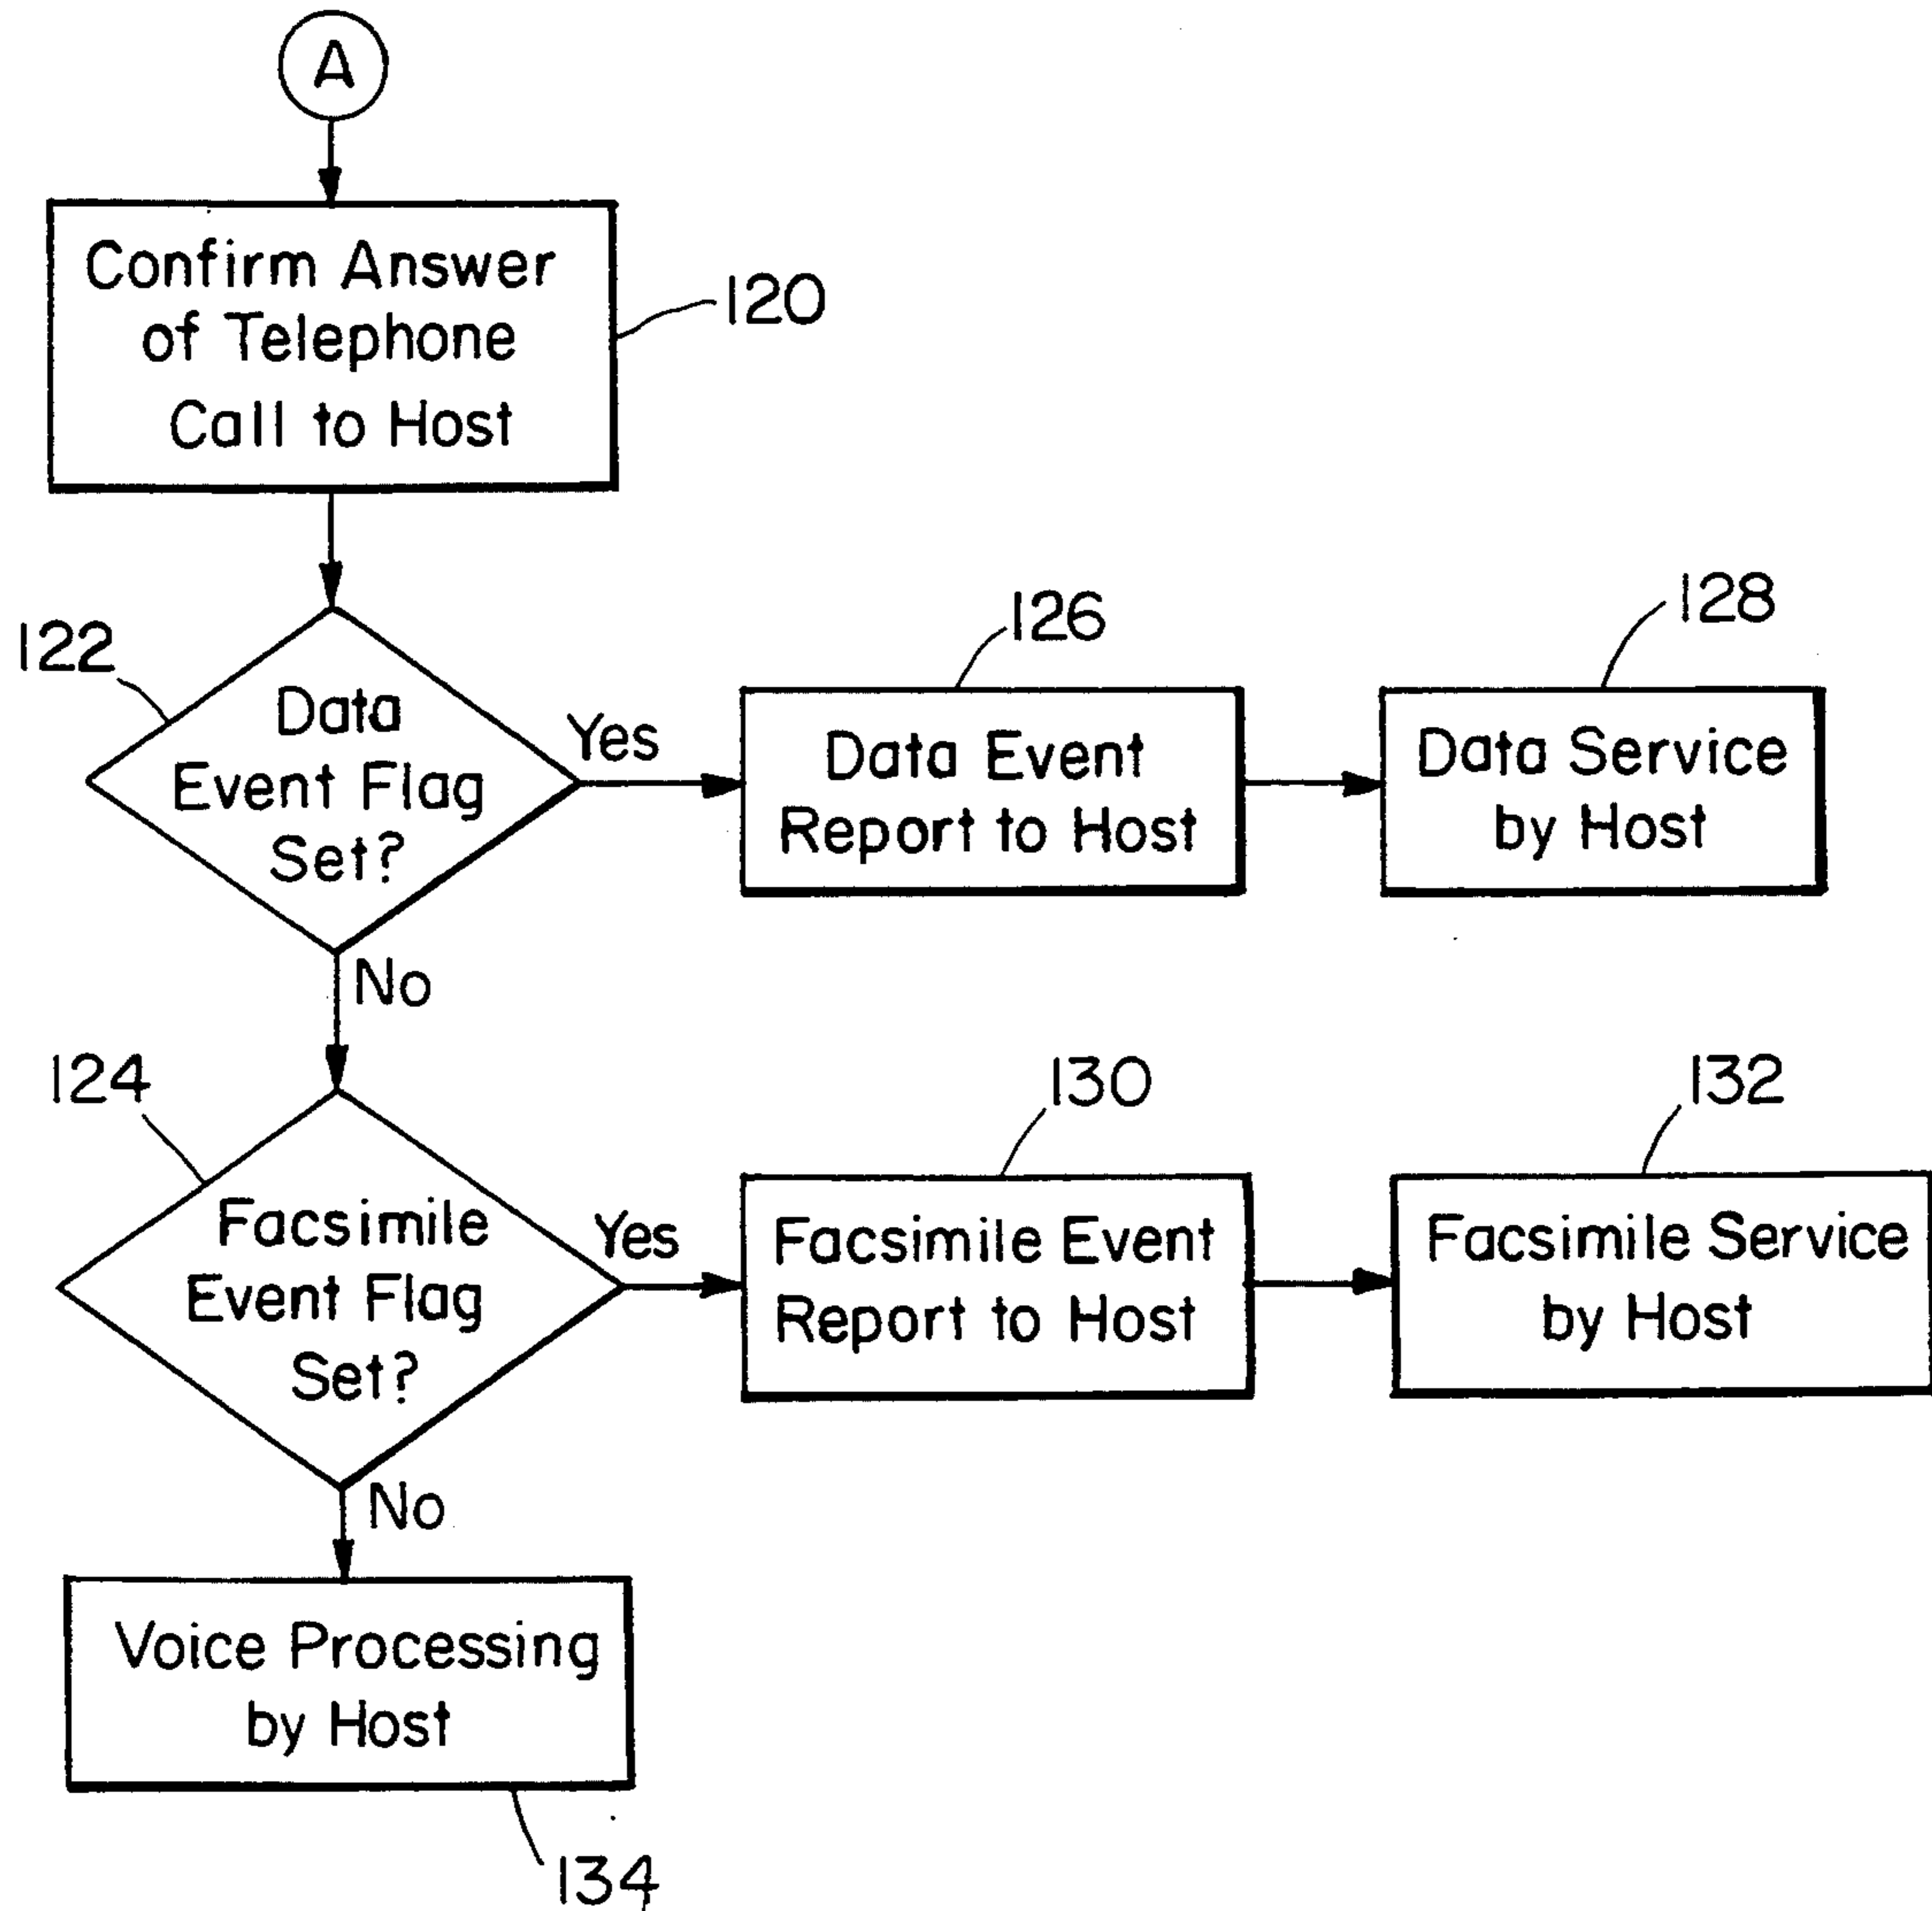 A
Confirm Answer
of Telephone
Call to Host
120
122
Data
Event Flag
Set?
Yes
126
Data Event
Report to Host
128
Data Service
by Host
No
124
Facsimile
Event Flag
Set?
Yes
130
Facsimile Event
Report to Host
132
Facsimile Service
by Host
No
Voice Processing
by Host
134